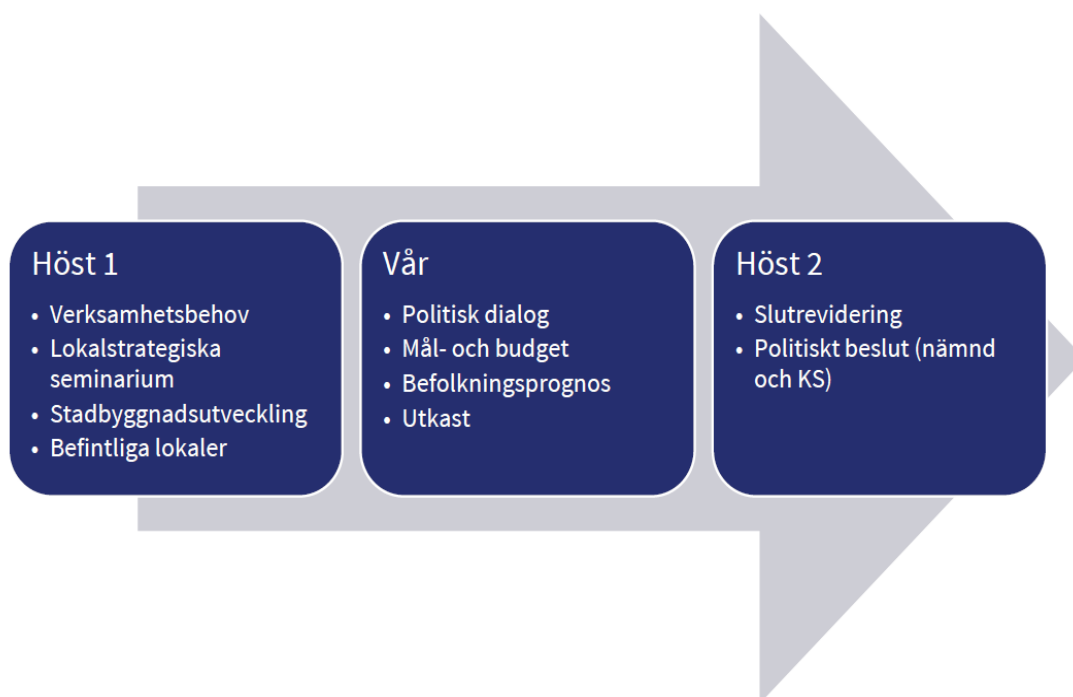 Höst 1
• Verksamhetsbehov
• Lokalstrategiska
seminarium
• Stadbyggnadsutveckling
• Befintliga lokaler
Vår
• Politisk dialog
• Mål- och budget
• Befolkningsprognos
• Utkast
Höst 2
• Slutrevidering
• Politiskt beslut (nämnd
och KS)